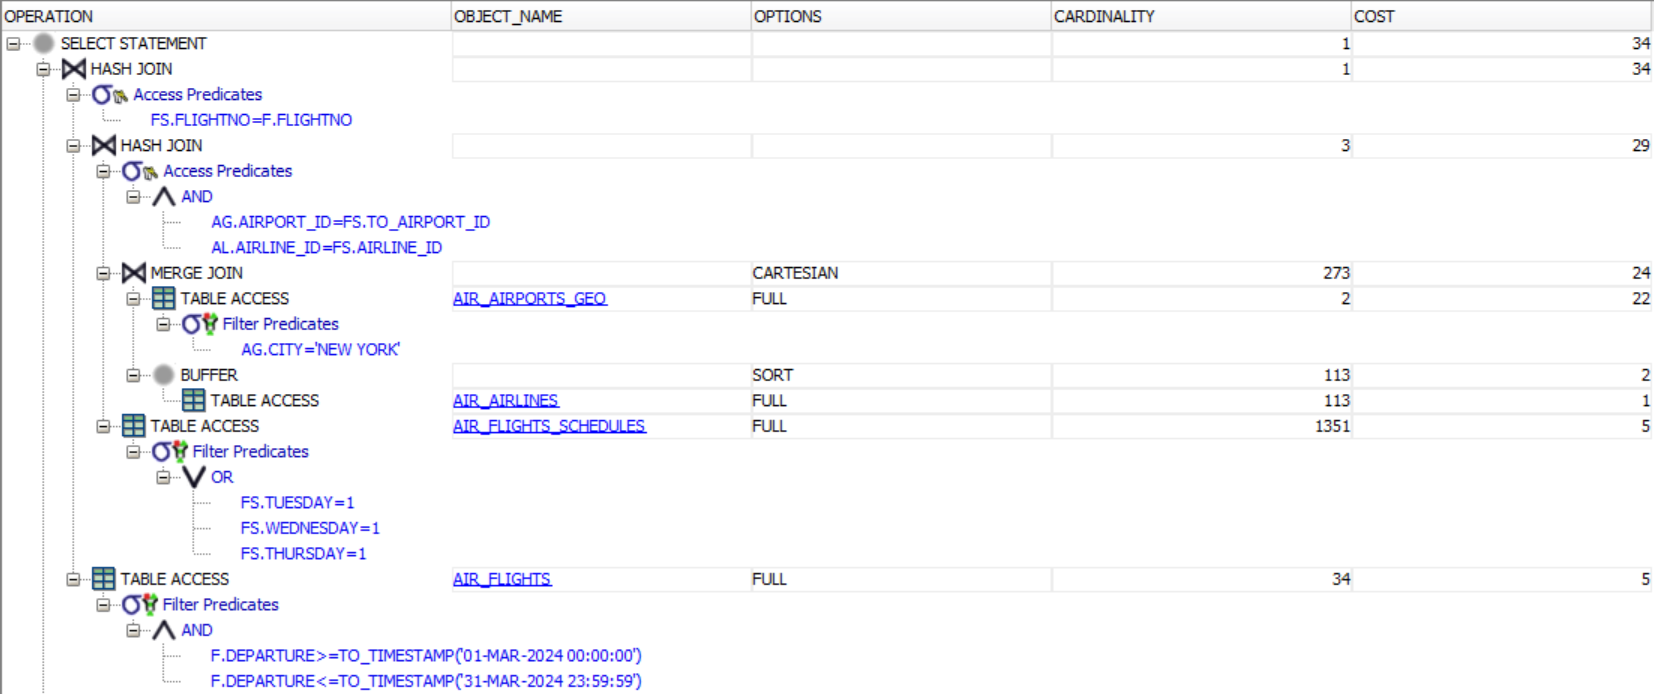 OPERATION OBJECT_NAME OPTIONS CARDINALITY COST
SELECT STATEMENT 1 34
HASH JOIN 1 34
Access Predicates
FS.FLIGHTNO=F.FLIGHTNO
HASH JOIN 3 29
Access Predicates
AND
AG.AIRPORT_ID=FS.TO_AIRPORT_ID
AL.AIRLINE_ID=FS.AIRLINE_ID
MERGE JOIN CARTESIAN 273 24
TABLE ACCESS AIR_AIRPORTS_GEO FULL 2 22
Filter Predicates
AG.CITY='NEW YORK'
BUFFER SORT 113 2
TABLE ACCESS AIR_AIRLINES FULL 113 1
TABLE ACCESS AIR_FLIGHTS_SCHEDULES FULL 1351 5
Filter Predicates
OR
FS.TUESDAY=1
FS.WEDNESDAY=1
FS.THURSDAY=1
TABLE ACCESS AIR_FLIGHTS FULL 34 5
Filter Predicates
AND
F.DEPARTURE>=TO_TIMESTAMP('01-MAR-2024 00:00:00')
F.DEPARTURE<=TO_TIMESTAMP('31-MAR-2024 23:59:59')